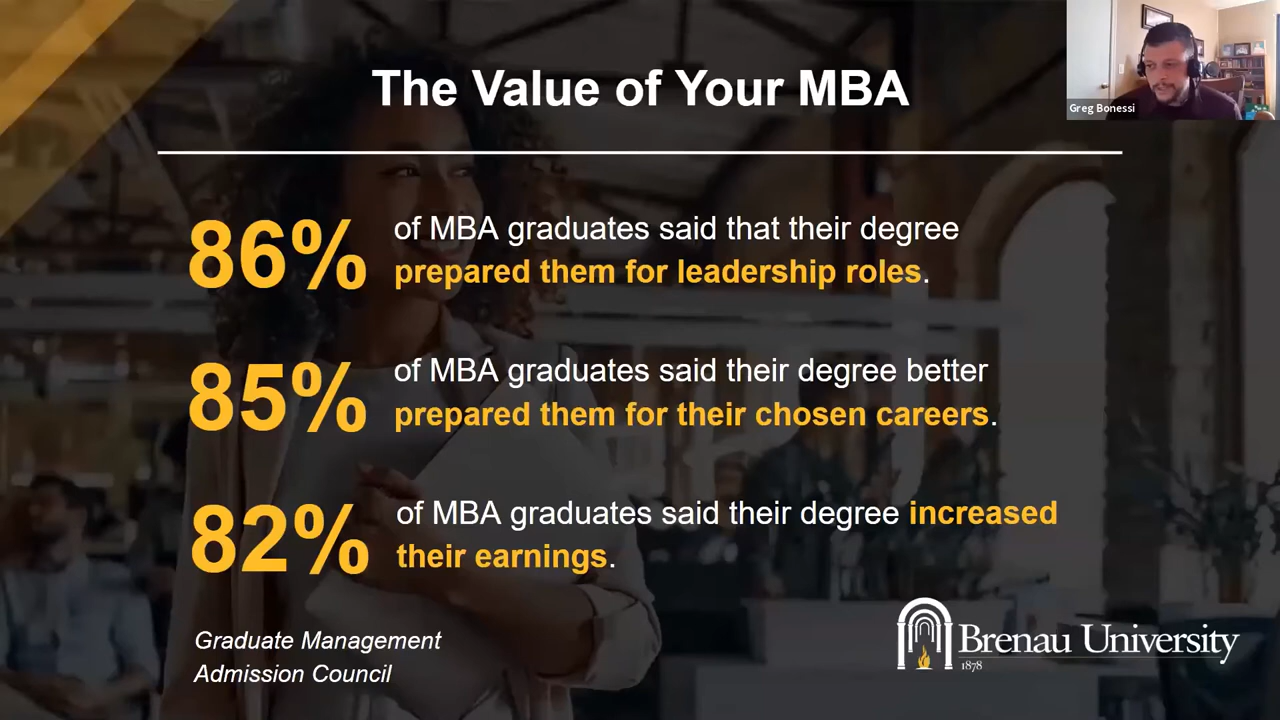 The Value of Your MBA
Greg Bonessi
86%
of MBA graduates said that their degree
prepared them for leadership roles.
85%
of MBA graduates said their degree better
prepared them for their chosen careers.
82%
of MBA graduates said their degree increased
their earnings.
Graduate Management
Admission Council
Brenau University
1878